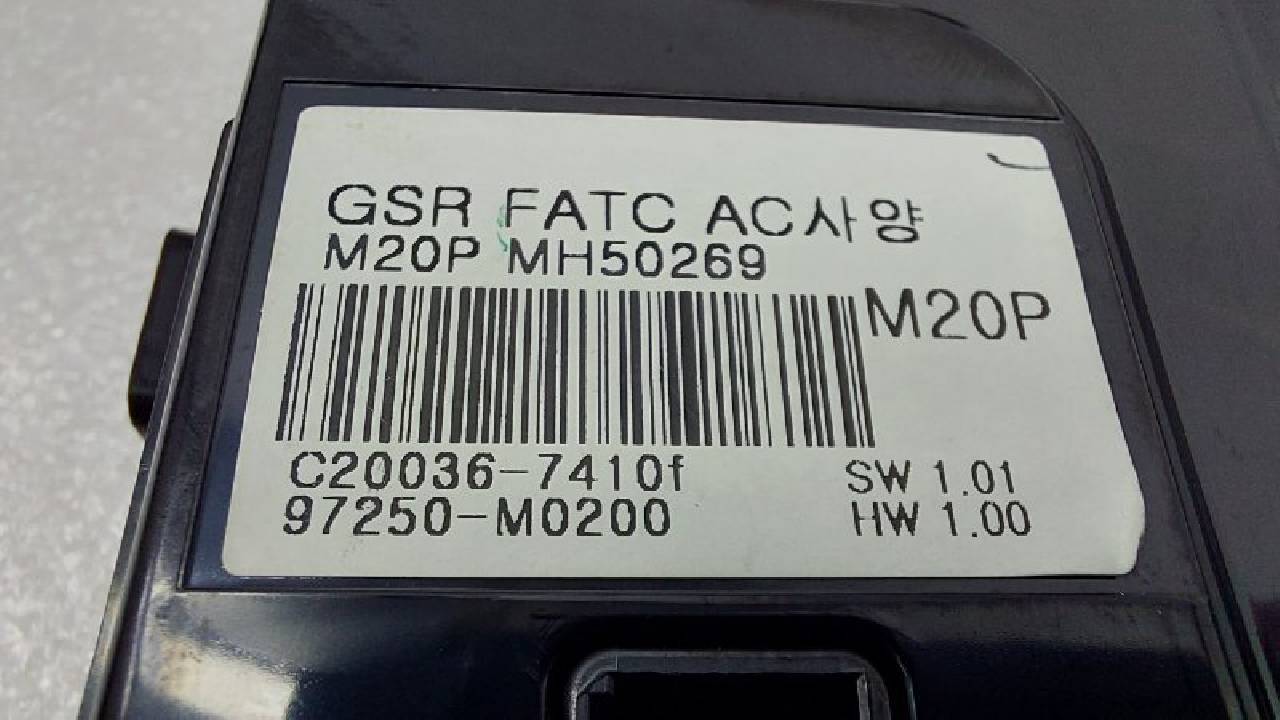 GSR FATC AC사양
M20P MH50269
M20P
C20036-7410f
97250-M0200
SW 1.01
HW 1.00